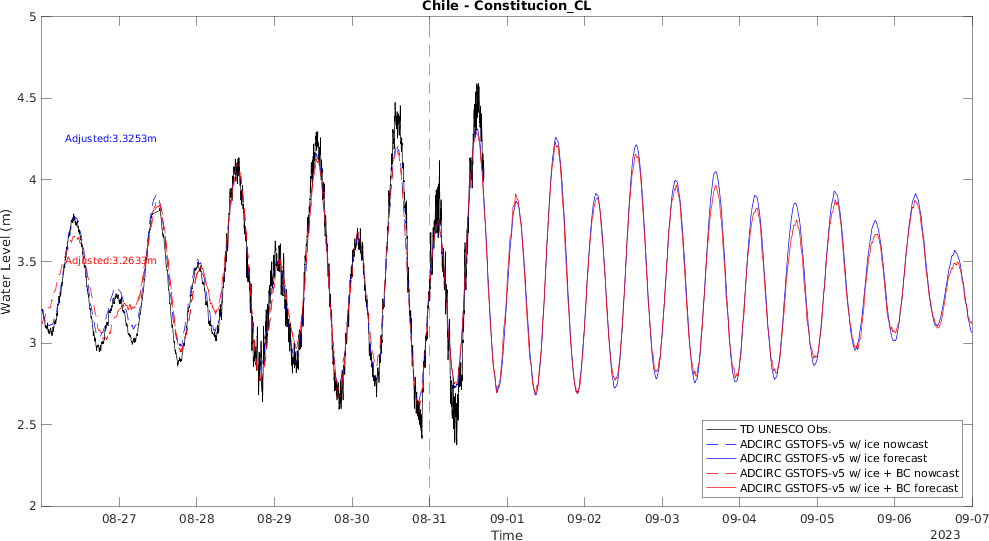 Chile - Constitucion_CL
5
4.5
4
3.5
3
2.5
2
Water Level (m)
Adjusted:3.3253m
Adjusted:3.2633m
TD UNESCO Obs.
ADCIRC GSTOFS-v5 w/ ice nowcast
ADCIRC GSTOFS-v5 w/ ice forecast
ADCIRC GSTOFS-v5 w/ ice + BC nowcast
ADCIRC GSTOFS-v5 w/ ice + BC forecast
08-27 08-28 08-29 08-30 08-31 09-01 09-02 09-03 09-04 09-05 09-06 09-07
Time
2023